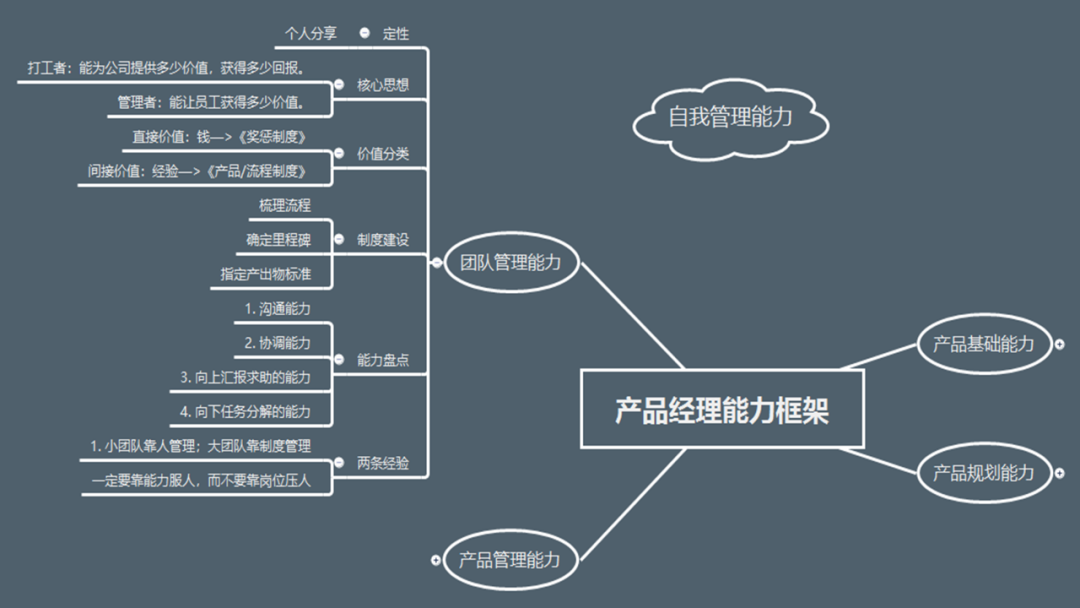 个人分享
定性
打工者：能为公司提供多少价值，获得多少回报。
核心思想
管理者：能让员工获得多少价值。
直接价值：钱—>《奖惩制度》
价值分类
间接价值：经验—>《产品/流程制度》
梳理流程
确定里程碑
制度建设
指定产出物标准
1. 沟通能力
2. 协调能力
能力盘点
3. 向上汇报求助的能力
4. 向下任务分解的能力
1. 小团队靠人管理；大团队靠制度管理
两条经验
一定要靠能力服人，而不要靠岗位压人
团队管理能力
自我管理能力
产品基础能力
产品经理能力框架
产品规划能力
产品管理能力